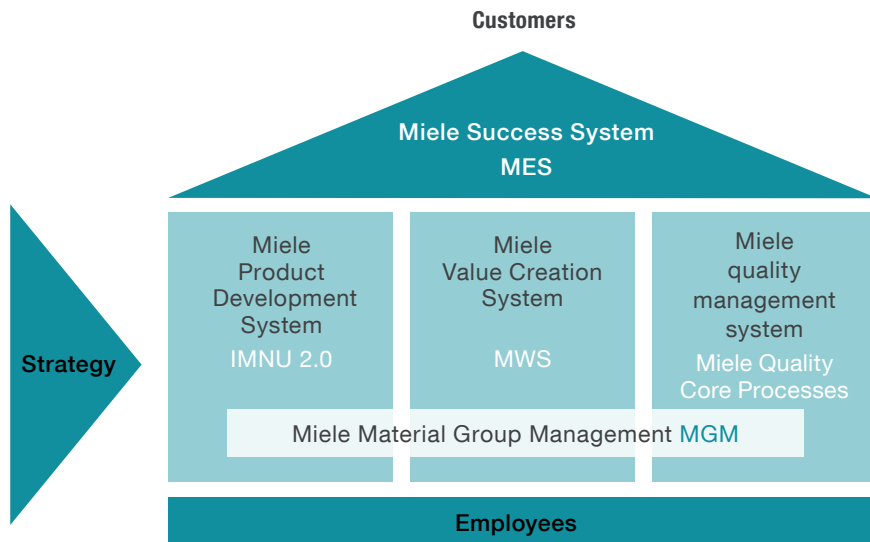 Customers
Miele Success System
MES
Strategy
Miele
Product
Development
System
IMNU 2.0
Miele
Value Creation
System
MWS
Miele
quality
management
system
Miele Quality
Core Processes
Miele Material Group Management MGM
Employees